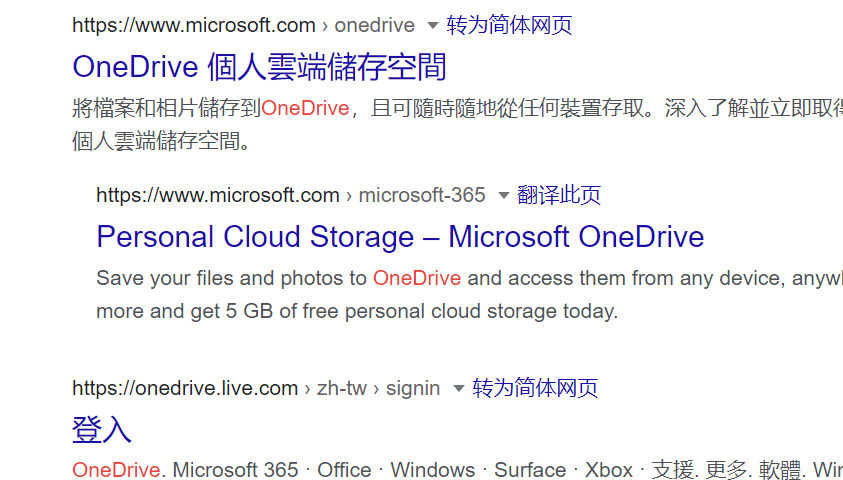 https://www.microsoft.com › onedrive ▼ 转为简体网页
OneDrive 個人雲端儲存空間
將檔案和相片儲存到OneDrive，且可隨時隨地從任何裝置存取。深入了解並立即取得
個人雲端儲存空間。
https://www.microsoft.com › microsoft-365 ▼ 翻译此页
Personal Cloud Storage – Microsoft OneDrive
Save your files and photos to OneDrive and access them from any device, anywh
more and get 5 GB of free personal cloud storage today.
https://onedrive.live.com › zh-tw › signin ▼ 转为简体网页
登入
OneDrive. Microsoft 365 · Office · Windows · Surface · Xbox · 支援. 更多. 軟體. Win